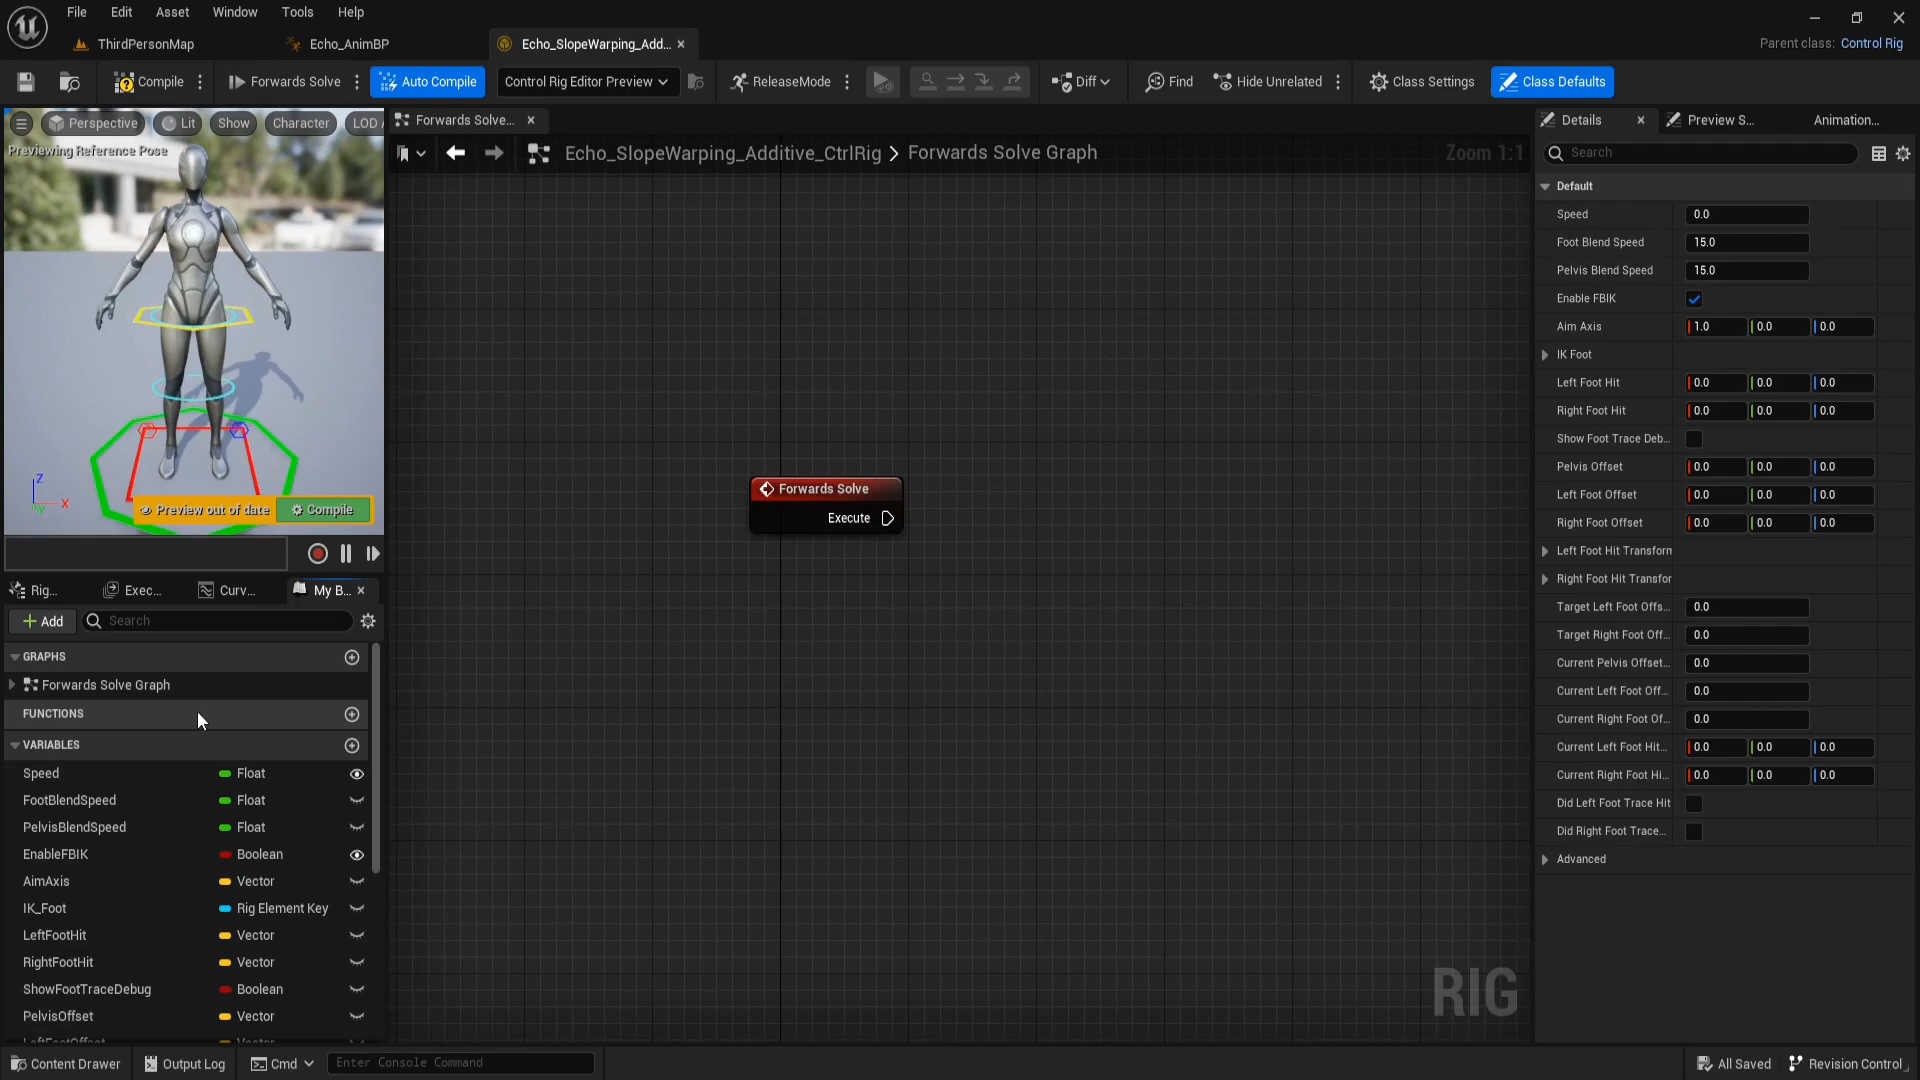 File Edit Asset Window Tools Help
ThirdPersonMap Echo_AnimBP Echo_SlopeWarping_Add... Parent class: Control Rig
Compile Forwards Solve Auto Compile Control Rig Editor Preview ReleaseMode Diff Find Hide Unrelated Class Settings Class Defaults
Perspective Lit Show Character LOD
Previewing Reference Pose
Z
X
Y
Preview out of date Compile
Rig... Exec... Curv... My B...
Add Search
GRAPHS
Forwards Solve Graph
FUNCTIONS
VARIABLES
Speed Float
FootBlendSpeed Float
PelvisBlendSpeed Float
EnableFBIK Boolean
AimAxis Vector
IK_Foot Rig Element Key
LeftFootHit Vector
RightFootHit Vector
ShowFootTraceDebug Boolean
PelvisOffset Vector
LeftFootOffset Vector
Forwards Solve...
Echo_SlopeWarping_Additive_CtrlRig > Forwards Solve Graph Zoom 1:1
Forwards Solve
Execute
RIG
Details Preview S... Animation...
Search
Default
Speed 0.0
Foot Blend Speed 15.0
Pelvis Blend Speed 15.0
Enable FBIK
Aim Axis 1.0 0.0 0.0
IK Foot
Left Foot Hit 0.0 0.0 0.0
Right Foot Hit 0.0 0.0 0.0
Show Foot Trace Deb...
Pelvis Offset 0.0 0.0 0.0
Left Foot Offset 0.0 0.0 0.0
Right Foot Offset 0.0 0.0 0.0
Left Foot Hit Transform
Right Foot Hit Transfor
Target Left Foot Offs... 0.0
Target Right Foot Off... 0.0
Current Pelvis Offset... 0.0
Current Left Foot Off... 0.0
Current Right Foot Of... 0.0
Current Left Foot Hit... 0.0 0.0 0.0
Current Right Foot Hi... 0.0 0.0 0.0
Did Left Foot Trace Hit
Did Right Foot Trace...
Advanced
Content Drawer Output Log Cmd Enter Console Command All Saved Revision Control